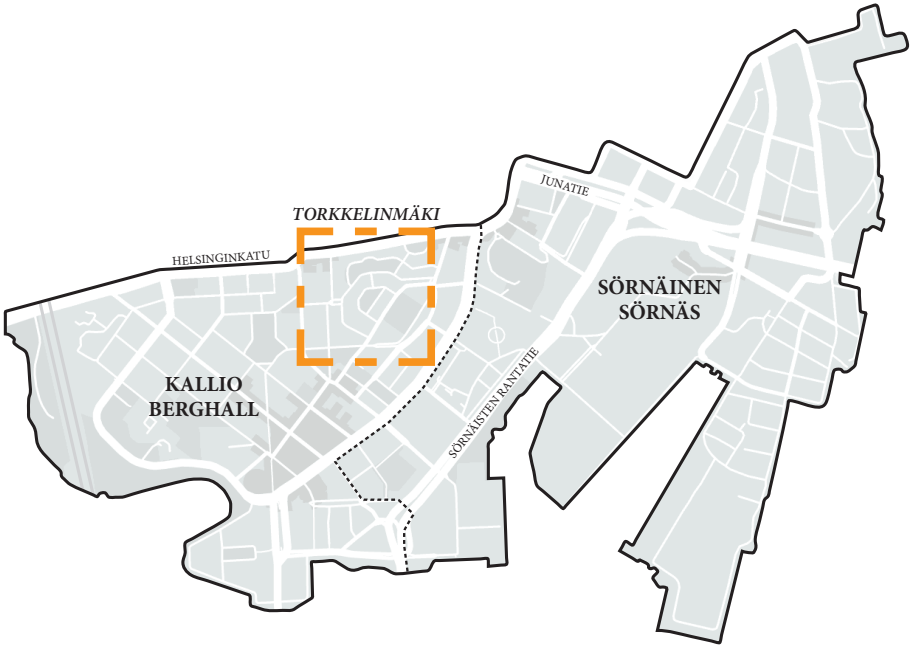 JUNATIE
TORKKELINMÄKI
HELSINGINKATU
SÖRNÄINEN
SÖRNÄS
KALLIO
BERGHALL
SÖRNÄISTEN RANTATIE